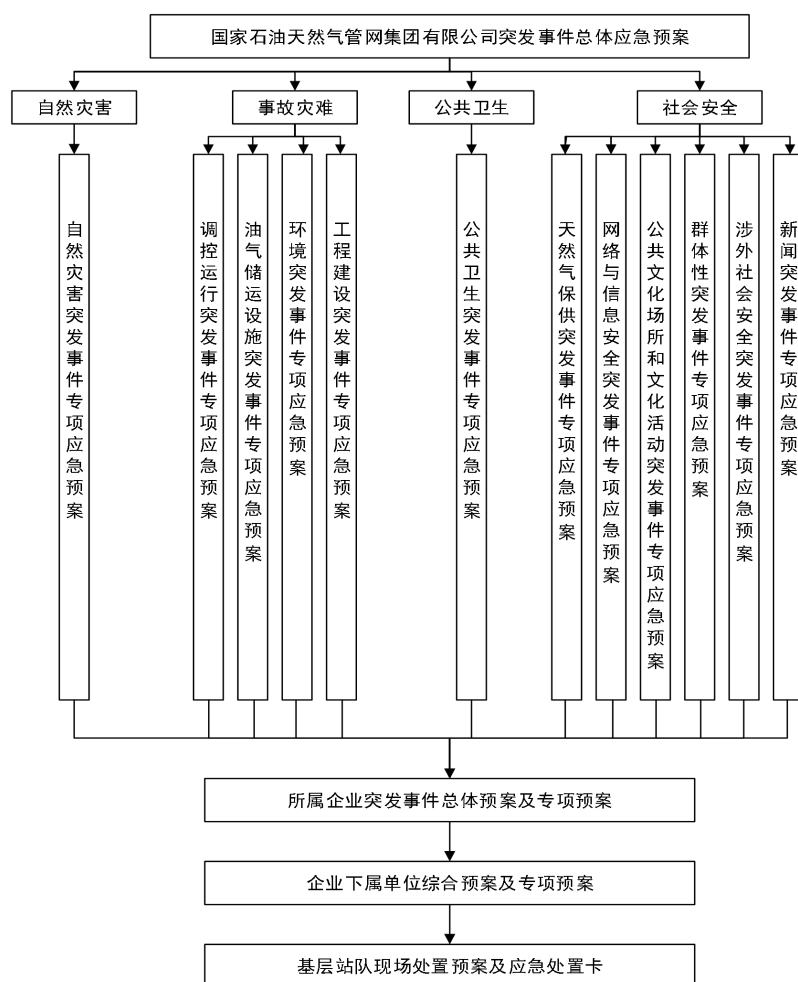 国家石油天然气管网集团有限公司突发事件总体应急预案
自然灾害
事故灾难
公共卫生
社会安全
自然灾害突发事件专项应急预案
调控运行突发事件专项应急预案
油气储运设施突发事件专项应急预案
环境突发事件专项应急预案
工程建设突发事件专项应急预案
公共卫生突发事件专项应急预案
天然气保供突发事件专项应急预案
网络与信息安全突发事件专项应急预案
公共文化场所和文化活动突发事件专项应急预案
群体性突发事件专项应急预案
涉外社会安全突发事件专项应急预案
新闻突发事件专项应急预案
所属企业突发事件总体预案及专项预案
企业下属单位综合预案及专项预案
基层站队现场处置预案及应急处置卡